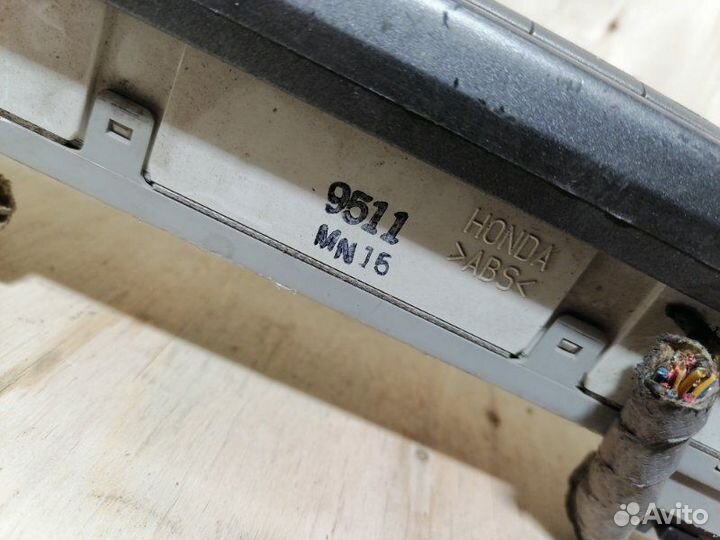 9511
MN15
HONDA
>ABS<
Avito